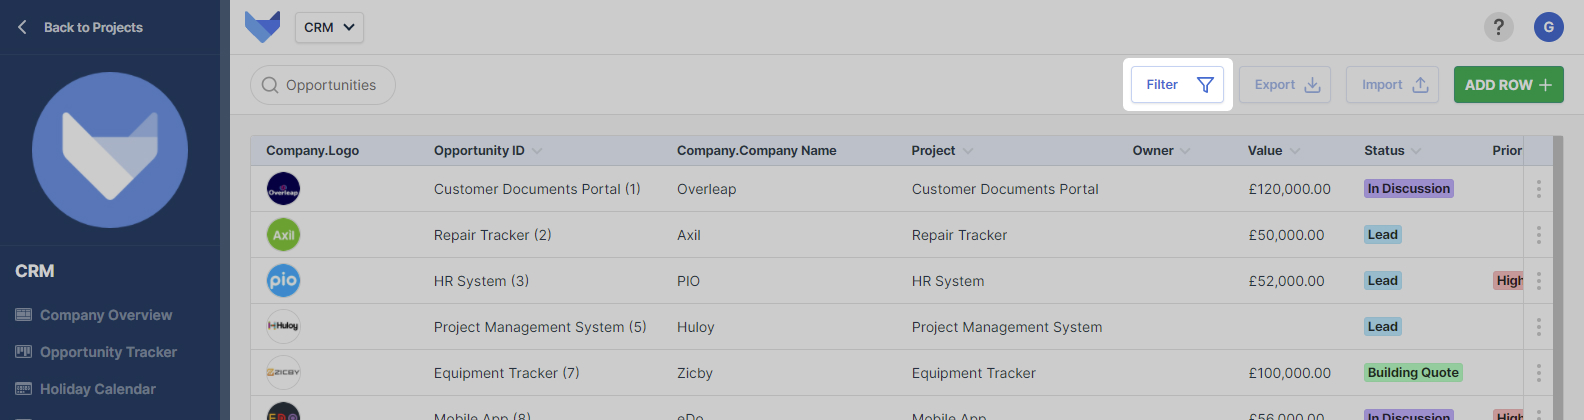 Back to Projects
CRM
Company Overview
Opportunity Tracker
Holiday Calendar
CRM
?
G
Opportunities
Filter
Export
Import
ADD ROW
Company.Logo Opportunity ID Company.Company Name Project Owner Value Status Prior
Overleap Customer Documents Portal (1) Overleap Customer Documents Portal £120,000.00 In Discussion
Axil Repair Tracker (2) Axil Repair Tracker £50,000.00 Lead
pio HR System (3) PIO HR System £52,000.00 Lead High
Huloy Project Management System (5) Huloy Project Management System Lead
ZICBY Equipment Tracker (7) Zicby Equipment Tracker £100,000.00 Building Quote
Mobile App (8) eDo Mobile App £56,000.00 In Discussion High